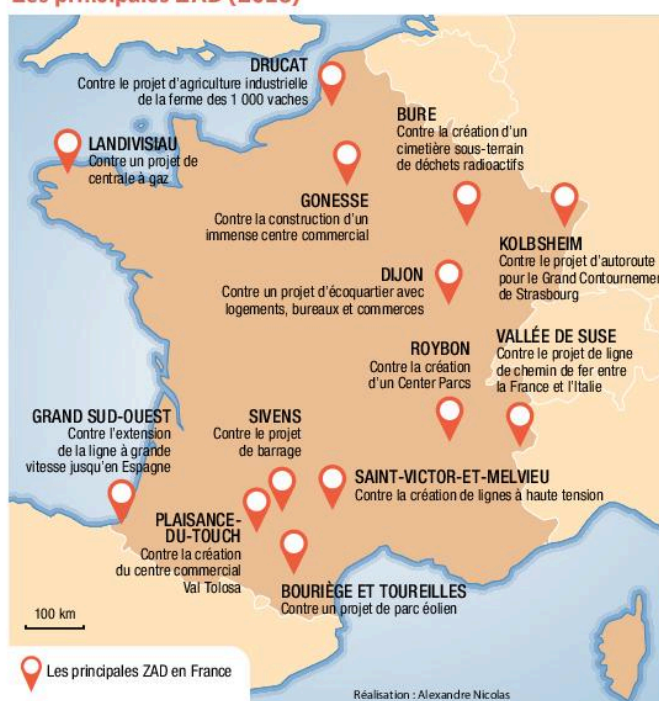 Les principales ZAD (2018)
DRUCAT
Contre le projet d'agriculture industrielle
de la ferme des 1 000 vaches
LANDIVISIAU
Contre un projet de
centrale à gaz
BURE
Contre la création d'un
cimetière sous-terrain
de déchets radioactifs
GONESSE
Contre la construction d'un
immense centre commercial
KOLBSHEIM
Contre le projet d'autoroute
pour le Grand Contournemen
de Strasbourg
DIJON
Contre un projet d'écoquartier avec
logements, bureaux et commerces
ROYBON
Contre la création
d'un Center Parcs
VALLÉE DE SUSE
Contre le projet de ligne
de chemin de fer entre
la France et l'Italie
GRAND SUD-OUEST
Contre l'extension
de la ligne à grande
vitesse jusqu'en Espagne
SIVENS
Contre le projet
de barrage
SAINT-VICTOR-ET-MELVIEU
Contre la création de lignes à haute tension
PLAISANCE-
DU-TOUCH
Contre la création
du centre commercial
Val Tolosa
BOURIÈGE ET TOUREILLES
Contre un projet de parc éolien
100 km
Les principales ZAD en France
Réalisation : Alexandre Nicolas